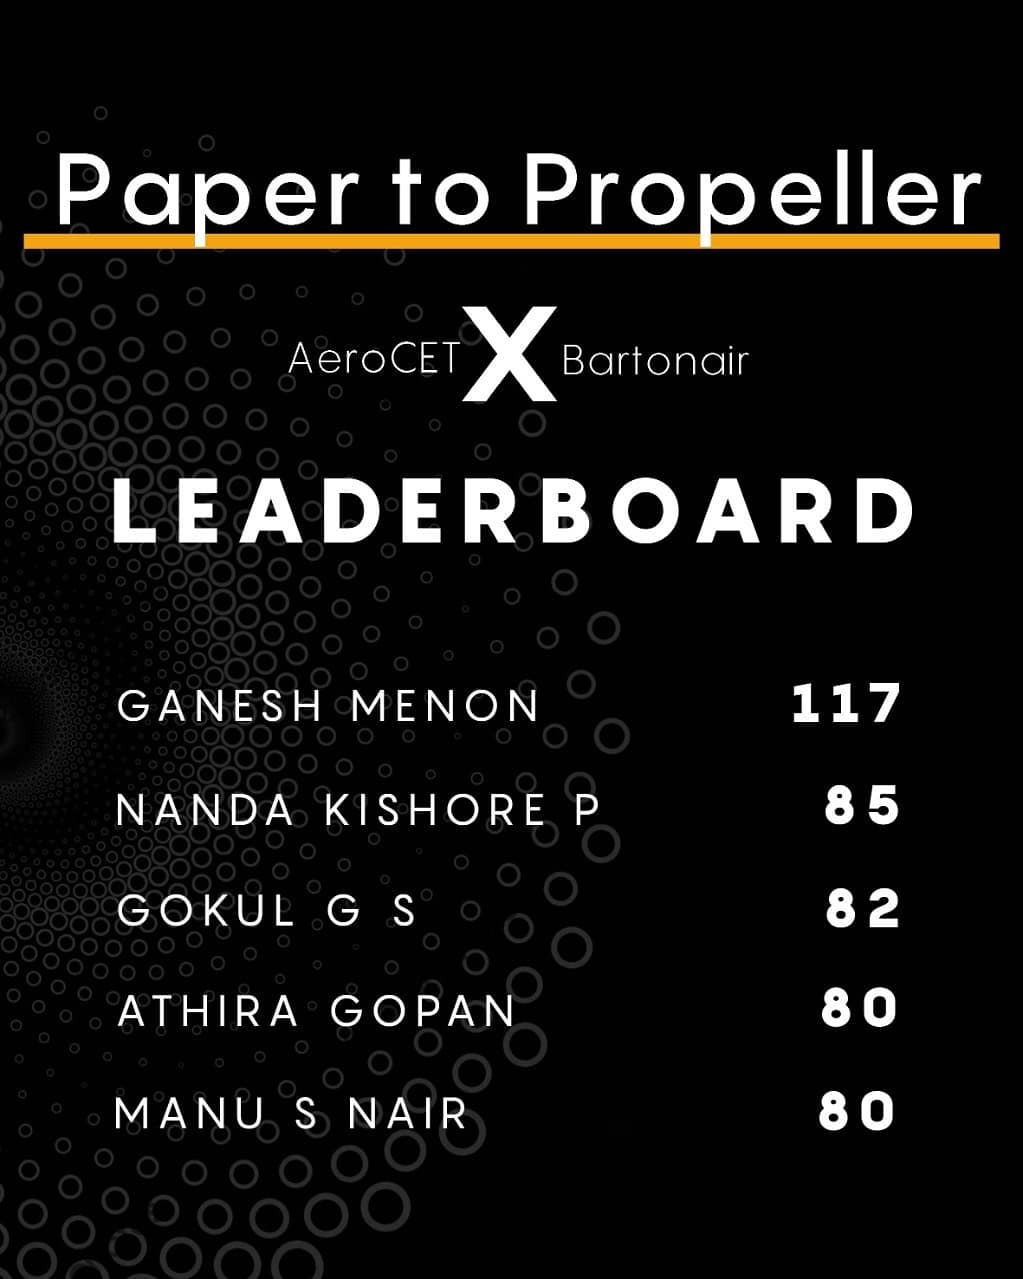 Paper to Propeller
AeroCET X Bartonair
LEADERBOARD
GANESH MENON 117
NANDA KISHORE P 85
GOKUL G S 82
ATHIRA GOPAN 80
MANU S NAIR 80